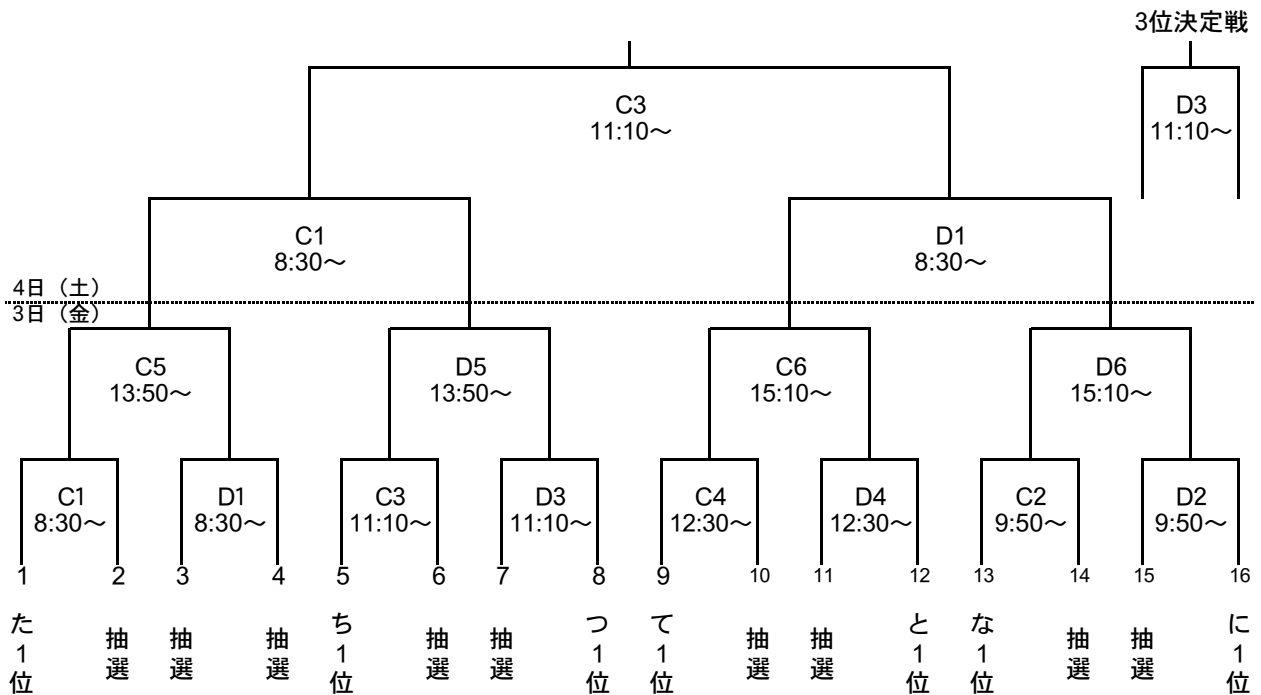 3位決定戦
C3
11:10～
D3
11:10～
C1
8:30～
D1
8:30～
4日（土）
3日（金）
C5
13:50～
D5
13:50～
C6
15:10～
D6
15:10～
C1
8:30～
D1
8:30～
C3
11:10～
D3
11:10～
C4
12:30～
D4
12:30～
C2
9:50～
D2
9:50～
1 2 3 4 5 6 7 8 9 10 11 12 13 14 15 16
た1位
抽選
抽選
抽選
ち1位
抽選
抽選
つ1位
て1位
抽選
抽選
と1位
な1位
抽選
抽選
に1位